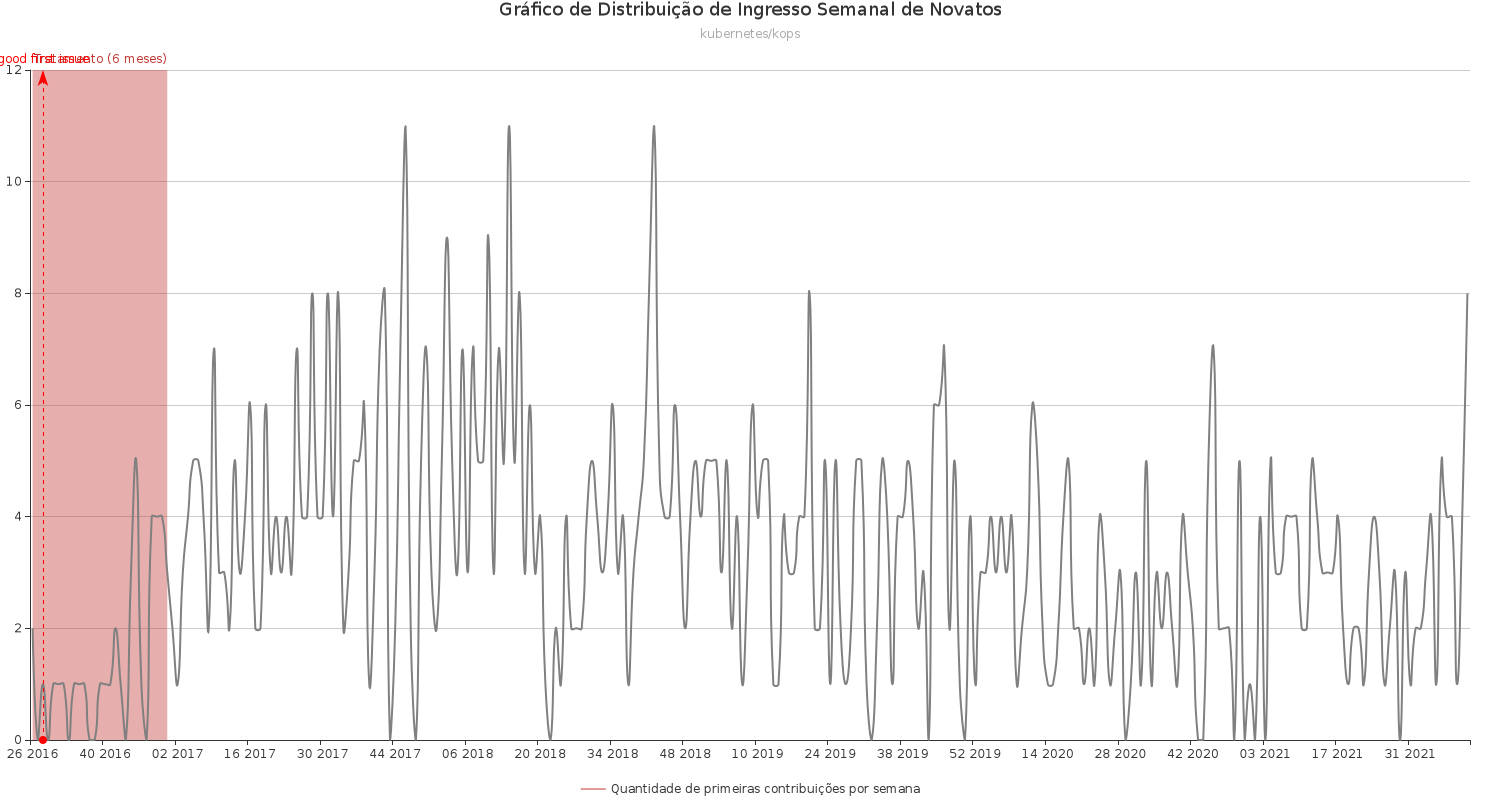 Gráfico de Distribuição de Ingresso Semanal de Novatos
kubernetes/kops
good first issue
Tratamento (6 meses)
12
10
8
6
4
2
0
26 2016 40 2016 02 2017 16 2017 30 2017 44 2017 06 2018 20 2018 34 2018 48 2018 10 2019 24 2019 38 2019 52 2019 14 2020 28 2020 42 2020 03 2021 17 2021 31 2021
Quantidade de primeiras contribuições por semana